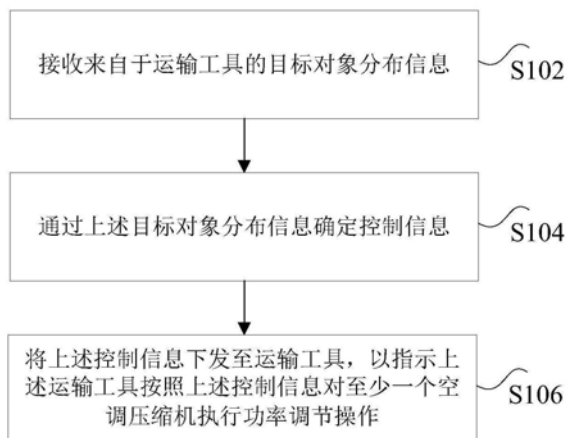 接收来自于运输工具的目标对象分布信息
S102
通过上述目标对象分布信息确定控制信息
S104
将上述控制信息下发至运输工具，以指示上
述运输工具按照上述控制信息对至少一个空
调压缩机执行功率调节操作
S106